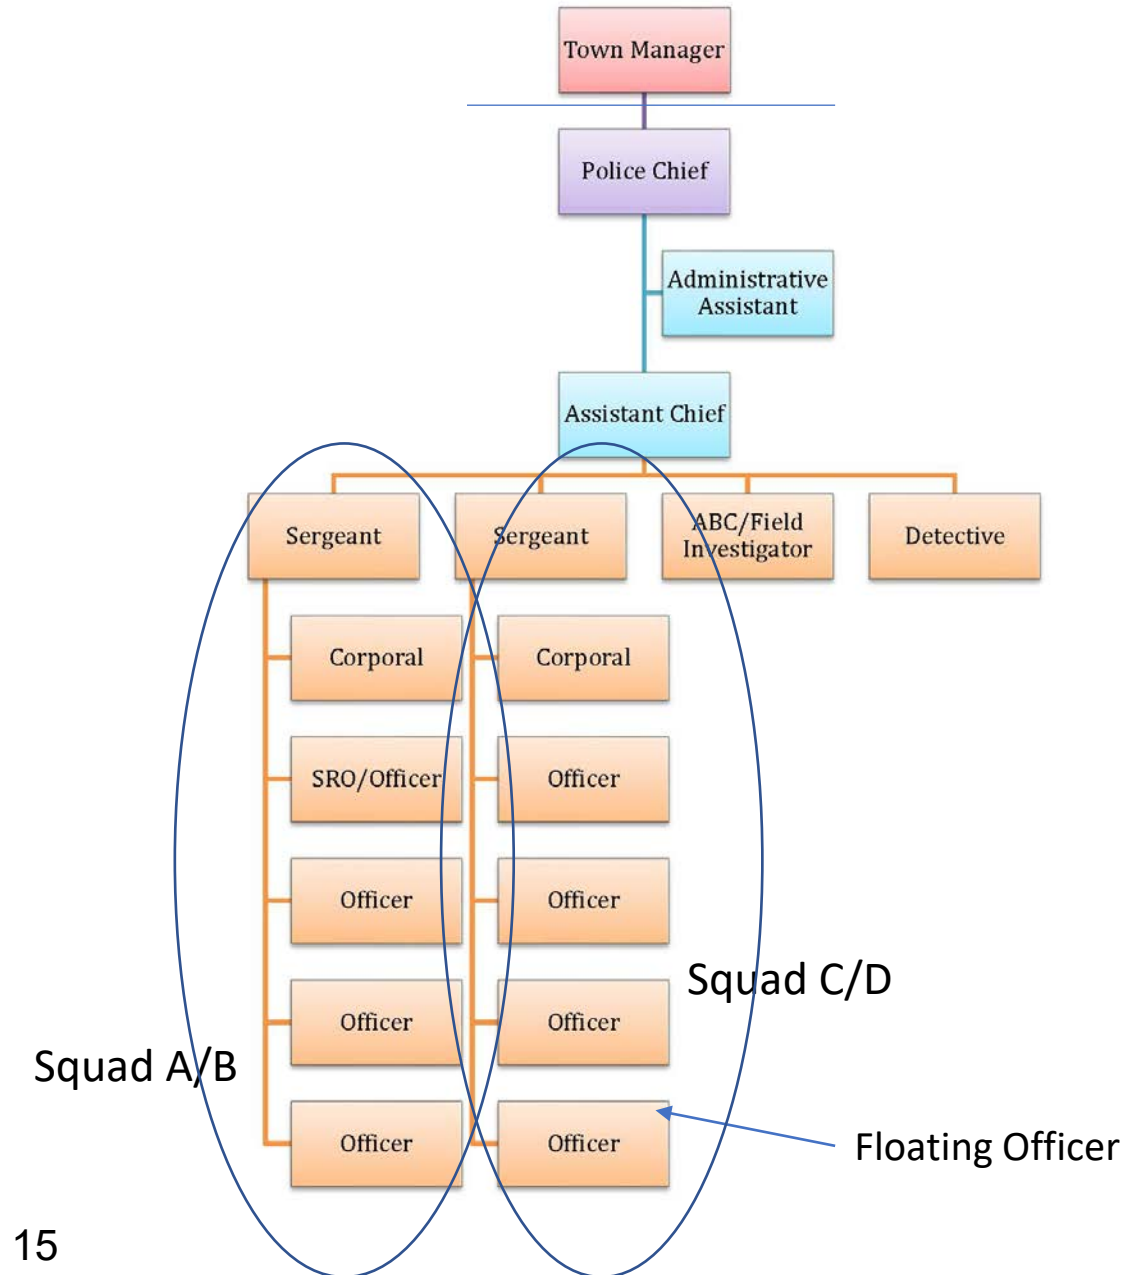 Town Manager
Police Chief
Administrative
Assistant
Assistant Chief
Sergeant
Sergeant
ABC/Field
Investigator
Detective
Corporal
Corporal
SRO/Officer
Officer
Officer
Officer
Squad C/D
Officer
Officer
Squad A/B
Officer
Officer
Floating Officer
15